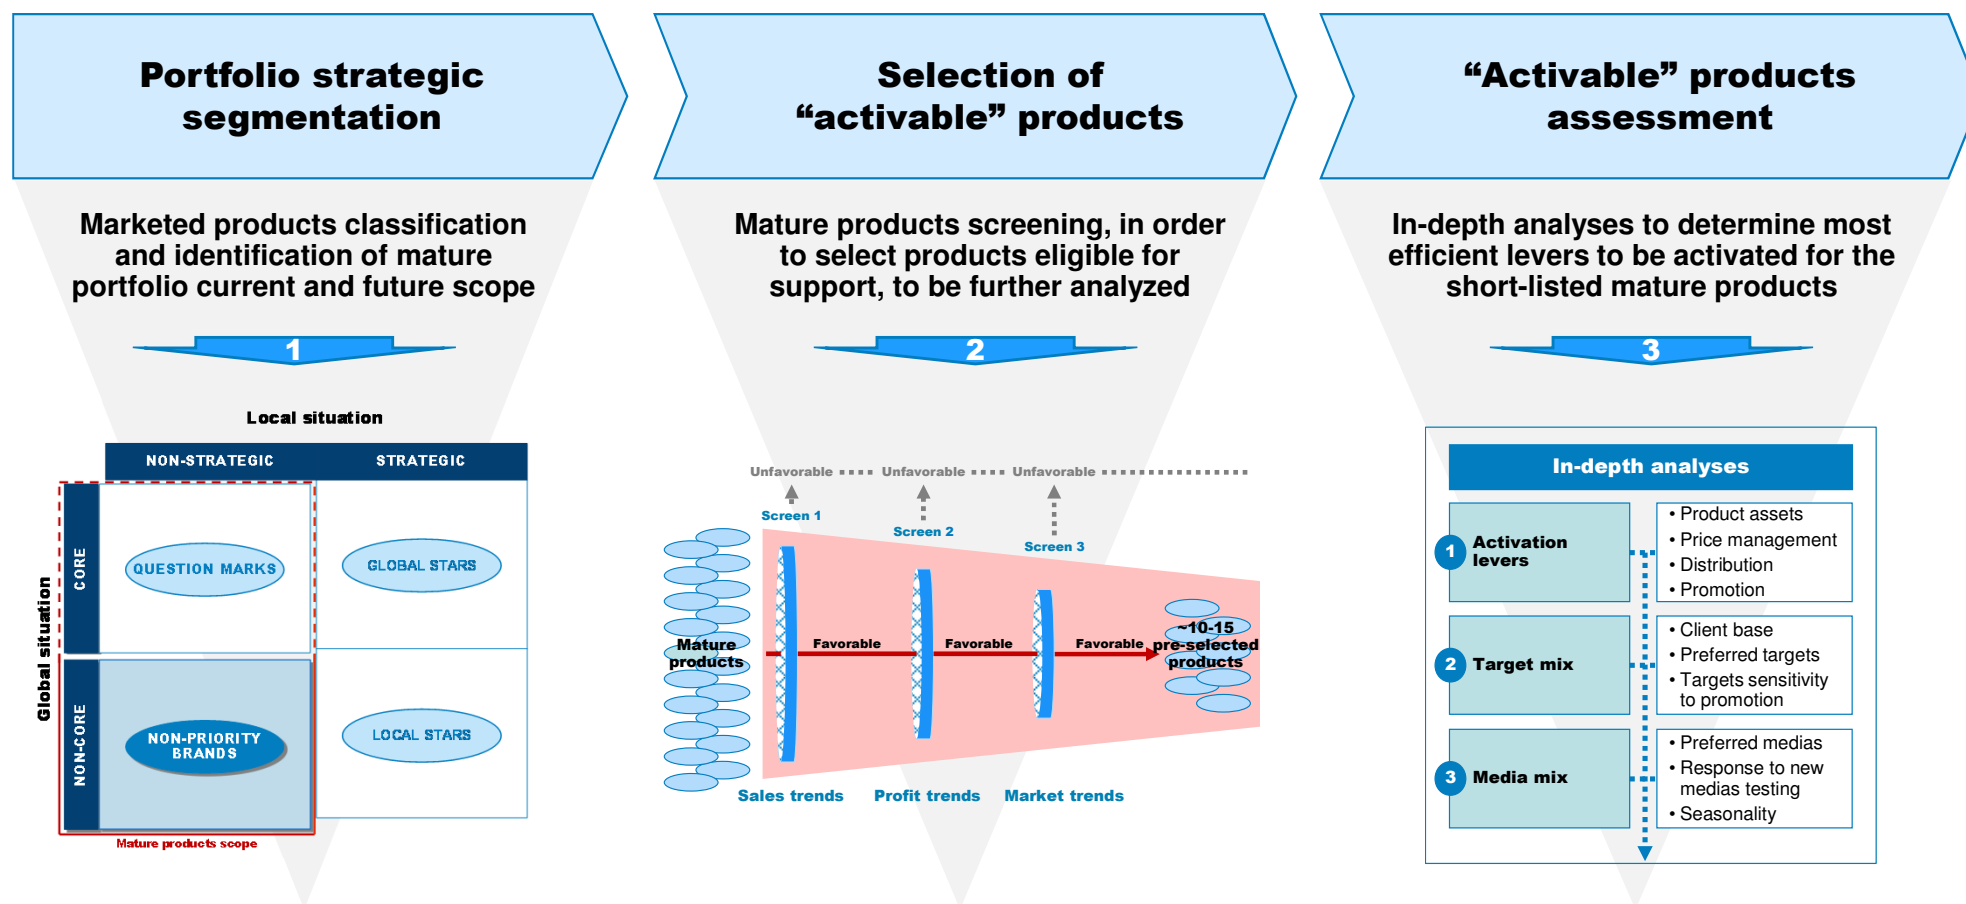 Portfolio strategic
segmentation
Marketed products classification
and identification of mature
portfolio current and future scope
1
Local situation
NON-STRATEGIC
STRATEGIC
Global situation
CORE
NON-CORE
QUESTION MARKS
GLOBAL STARS
NON-PRIORITY
BRANDS
LOCAL STARS
Mature products scope
Selection of
“activable” products
Mature products screening, in order
to select products eligible for
support, to be further analyzed
2
Unfavorable
Unfavorable
Unfavorable
Screen 1
Screen 2
Screen 3
Mature
products
Favorable
Favorable
Favorable
~10-15
pre-selected
products
Sales trends
Profit trends
Market trends
“Activable” products
assessment
In-depth analyses to determine most
efficient levers to be activated for the
short-listed mature products
3
In-depth analyses
1
Activation
levers
• Product assets
• Price management
• Distribution
• Promotion
2
Target mix
• Client base
• Preferred targets
• Targets sensitivity
to promotion
3
Media mix
• Preferred medias
• Response to new
medias testing
• Seasonality